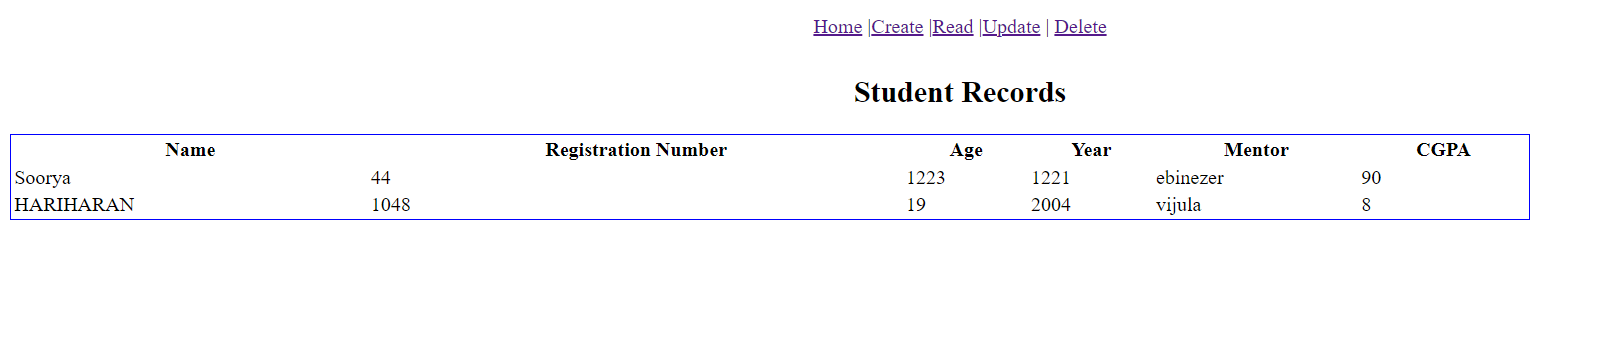 Home |Create |Read |Update | Delete
Student Records
Name Registration Number Age Year Mentor CGPA
Soorya 44 1223 1221 ebinezer 90
HARIHARAN 1048 19 2004 vijula 8